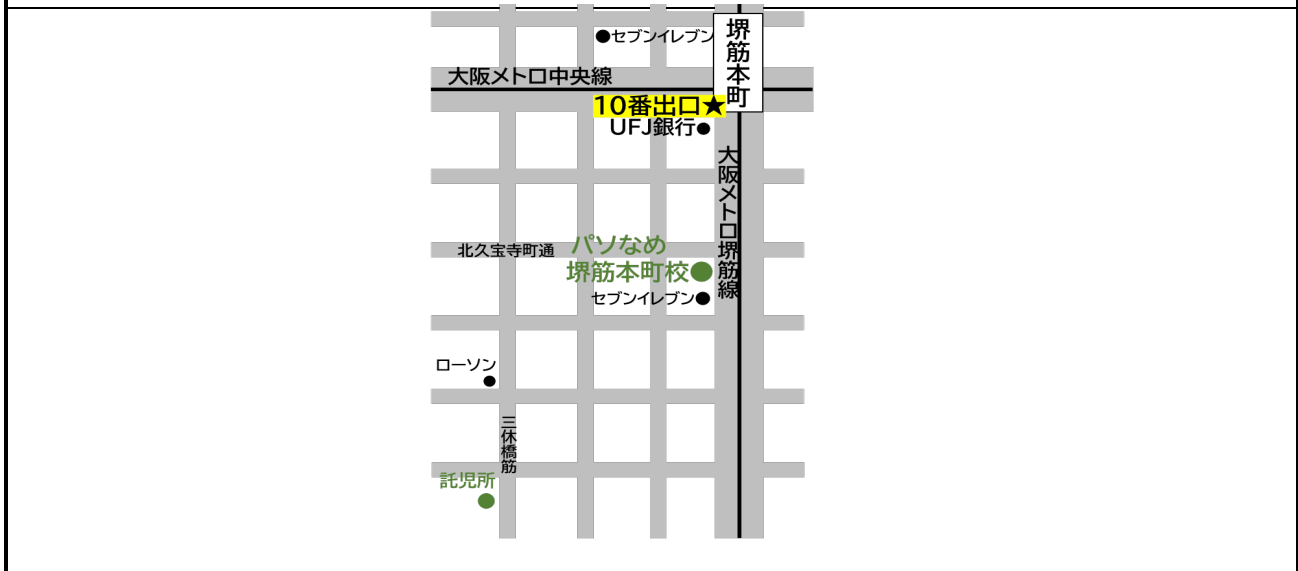 ●セブンイレブン
堺筋本町
大阪メトロ中央線
10番出口★
UFJ銀行●
大阪メトロ堺筋線
北久宝寺町通
パソなめ
堺筋本町校●
セブンイレブン●
ローソン
三休橋筋
託児所